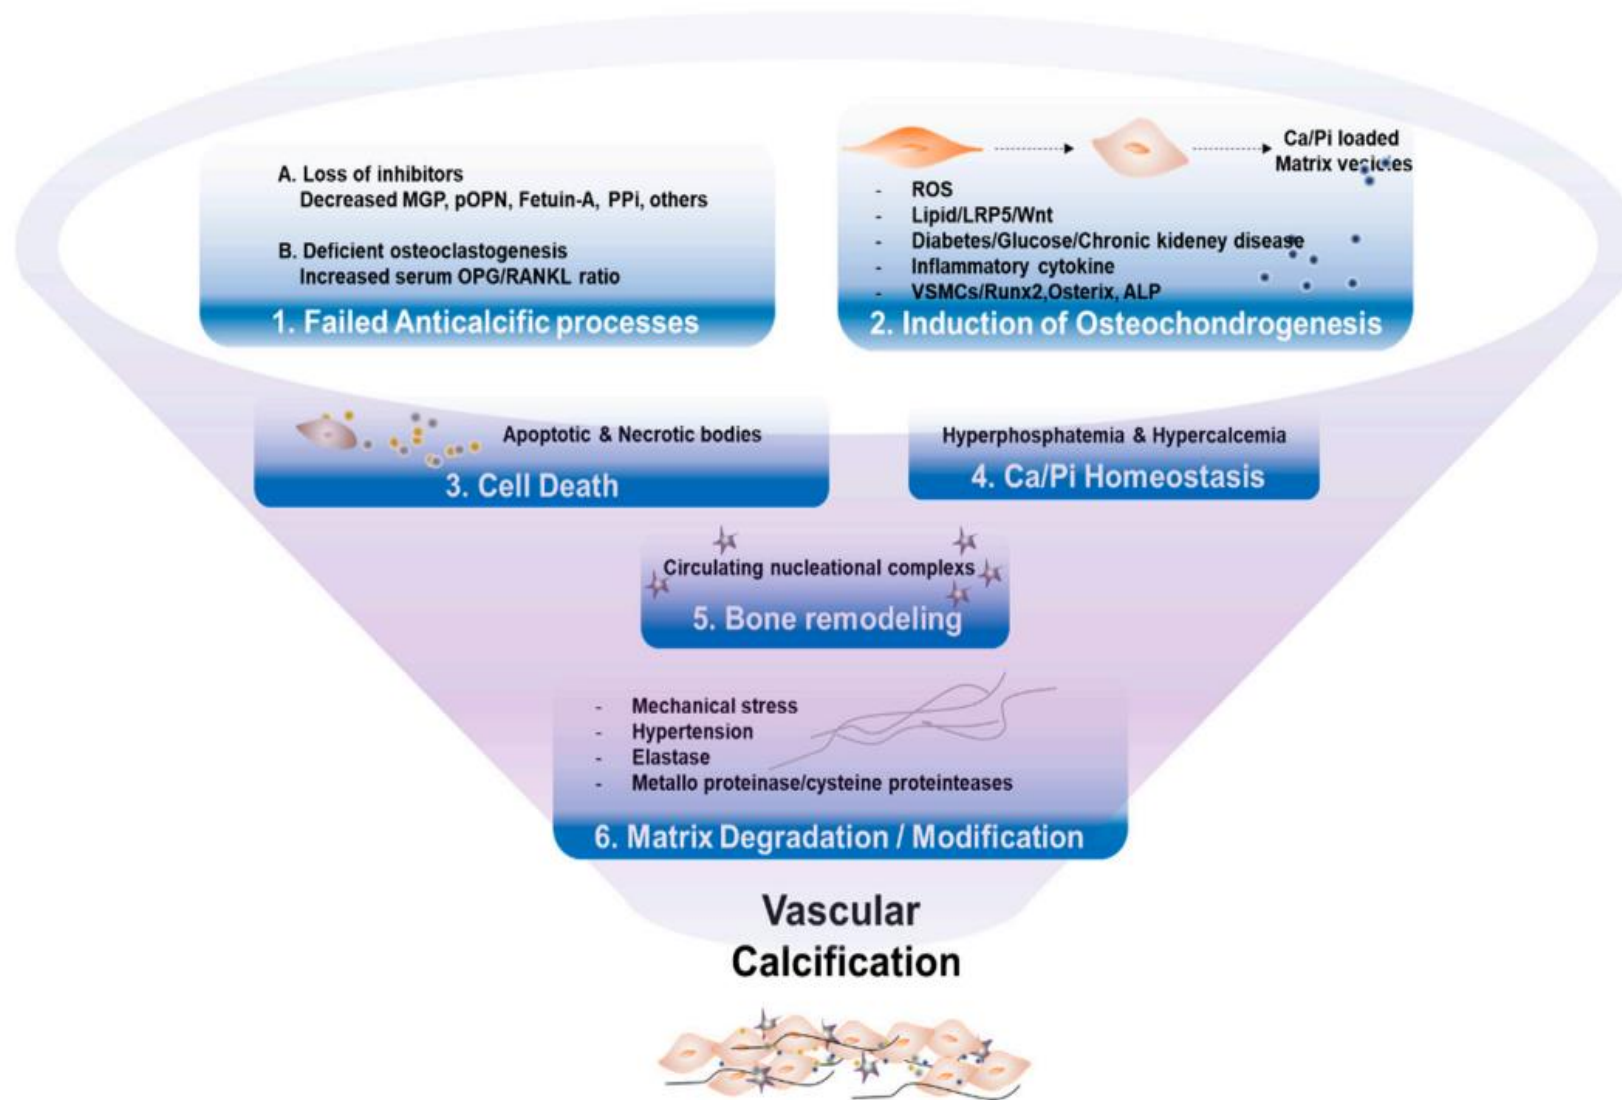 A. Loss of inhibitors
Decreased MGP, pOPN, Fetuin-A, PPi, others
B. Deficient osteoclastogenesis
Increased serum OPG/RANKL ratio
1. Failed Anticalcific processes
Ca/Pi loaded
Matrix vesicles
- ROS
- Lipid/LRP5/Wnt
- Diabetes/Glucose/Chronic kideney disease
- Inflammatory cytokine
- VSMCs/Runx2,Osterix, ALP
2. Induction of Osteochondrogenesis
Apoptotic & Necrotic bodies
3. Cell Death
Hyperphosphatemia & Hypercalcemia
4. Ca/Pi Homeostasis
Circulating nucleational complexs
5. Bone remodeling
- Mechanical stress
- Hypertension
- Elastase
- Metallo proteinase/cysteine proteinteases
6. Matrix Degradation / Modification
Vascular
Calcification